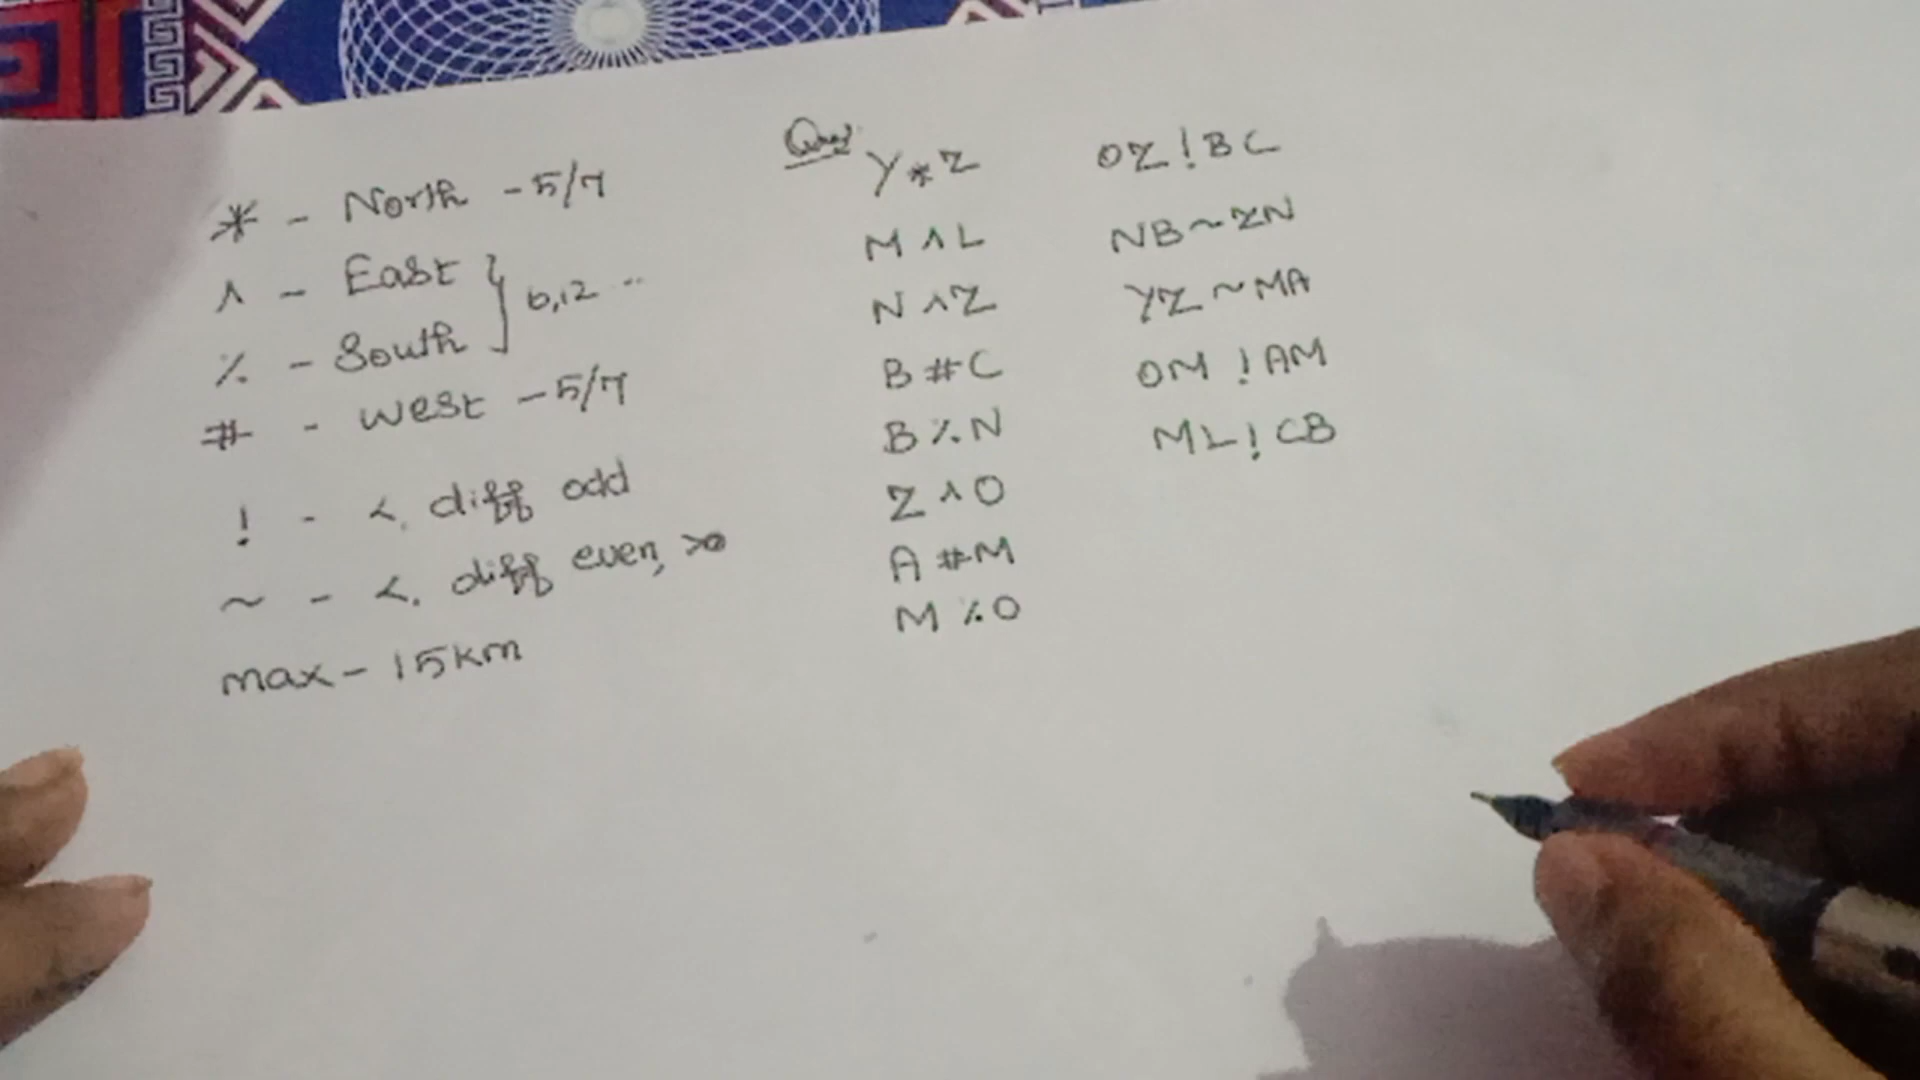 * - North - 5/7
^ - East } 6,12 ..
% - South
# - west - 5/7
! - <, diff odd
~ - <, diff even, >0
max - 15km
Ques
Y * Z
M ^ L
N ^ Z
B # C
B % N
Z ^ O
A # M
M % O
OZ ! BC
NB ~ ZN
YZ ~ MA
OM ! AM
ML ! CB